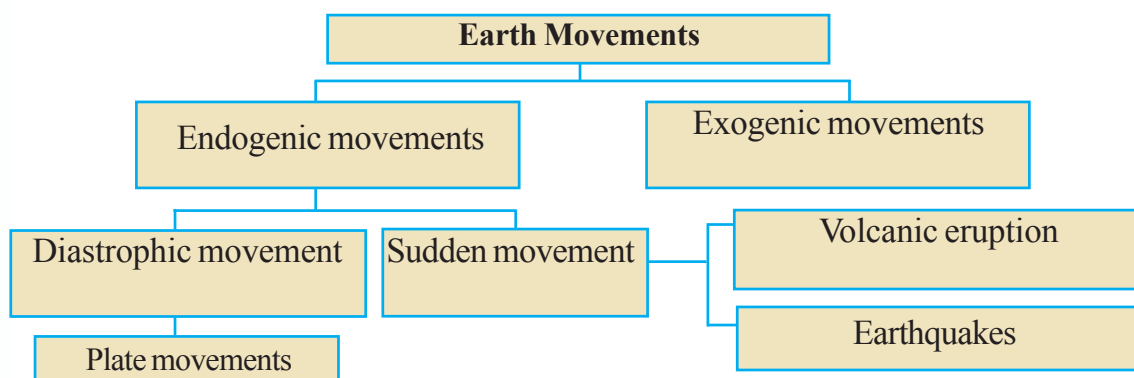 Earth Movements
Endogenic movements
Exogenic movements
Diastrophic movement
Sudden movement
Volcanic eruption
Earthquakes
Plate movements